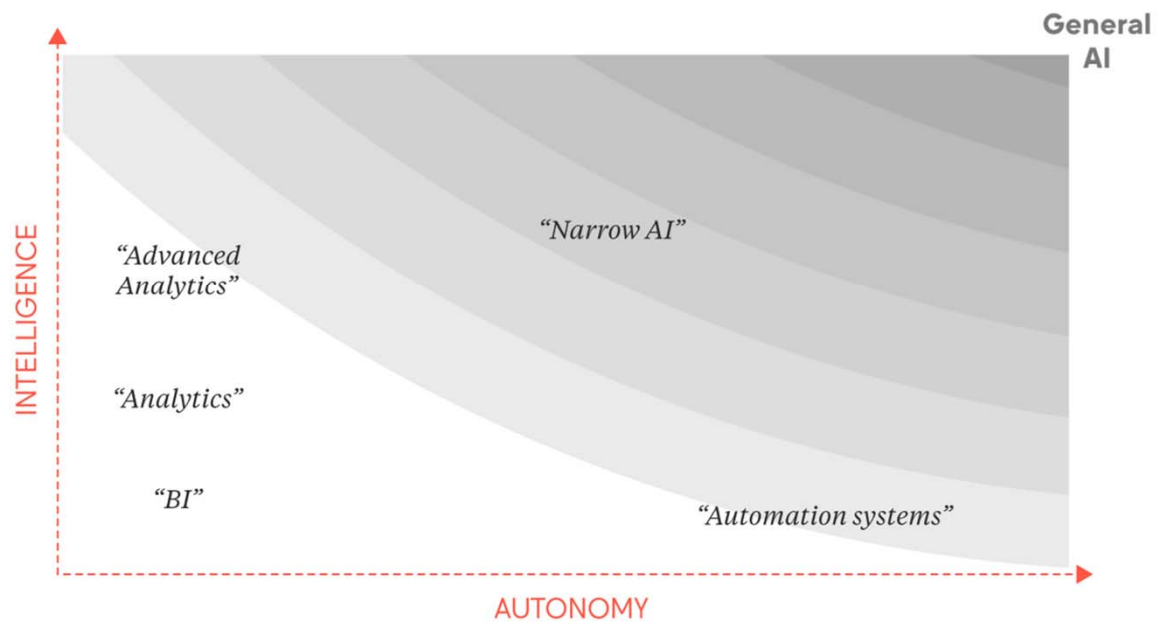 General
AI
“Narrow AI”
“Advanced
Analytics”
INTELLIGENCE
“Analytics”
“BI”
“Automation systems”
AUTONOMY